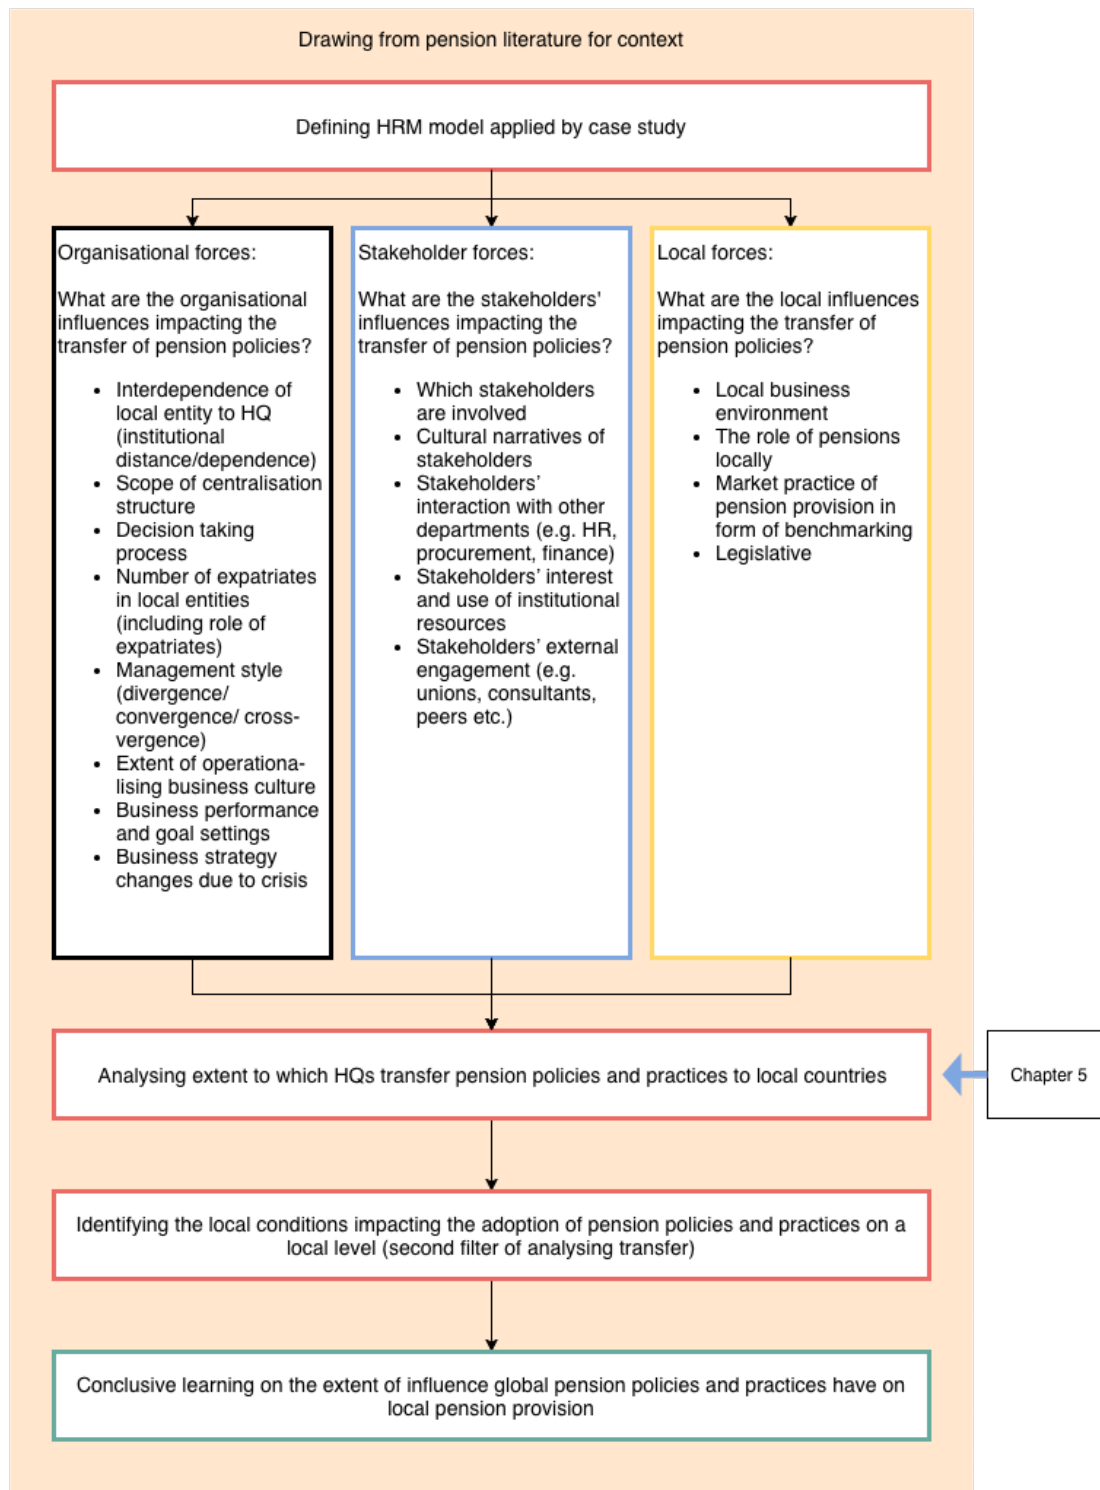 Drawing from pension literature for context
Defining HRM model applied by case study
Organisational forces:
What are the organisational
influences impacting the
transfer of pension policies?
• Interdependence of
local entity to HQ
(institutional
distance/dependence)
• Scope of centralisation
structure
• Decision taking
process
• Number of expatriates
in local entities
(including role of
expatriates)
• Management style
(divergence/
convergence/ cross-
vergence)
• Extent of operationa-
lising business culture
• Business performance
and goal settings
• Business strategy
changes due to crisis
Stakeholder forces:
What are the stakeholders'
influences impacting the
transfer of pension policies?
• Which stakeholders
are involved
• Cultural narratives of
stakeholders
• Stakeholders'
interaction with other
departments (e.g. HR,
procurement, finance)
• Stakeholders' interest
and use of institutional
resources
• Stakeholders' external
engagement (e.g.
unions, consultants,
peers etc.)
Local forces:
What are the local influences
impacting the transfer of
pension policies?
• Local business
environment
• The role of pensions
locally
• Market practice of
pension provision in
form of benchmarking
• Legislative
Analysing extent to which HQs transfer pension policies and practices to local countries
Chapter 5
Identifying the local conditions impacting the adoption of pension policies and practices on a
local level (second filter of analysing transfer)
Conclusive learning on the extent of influence global pension policies and practices have on
local pension provision